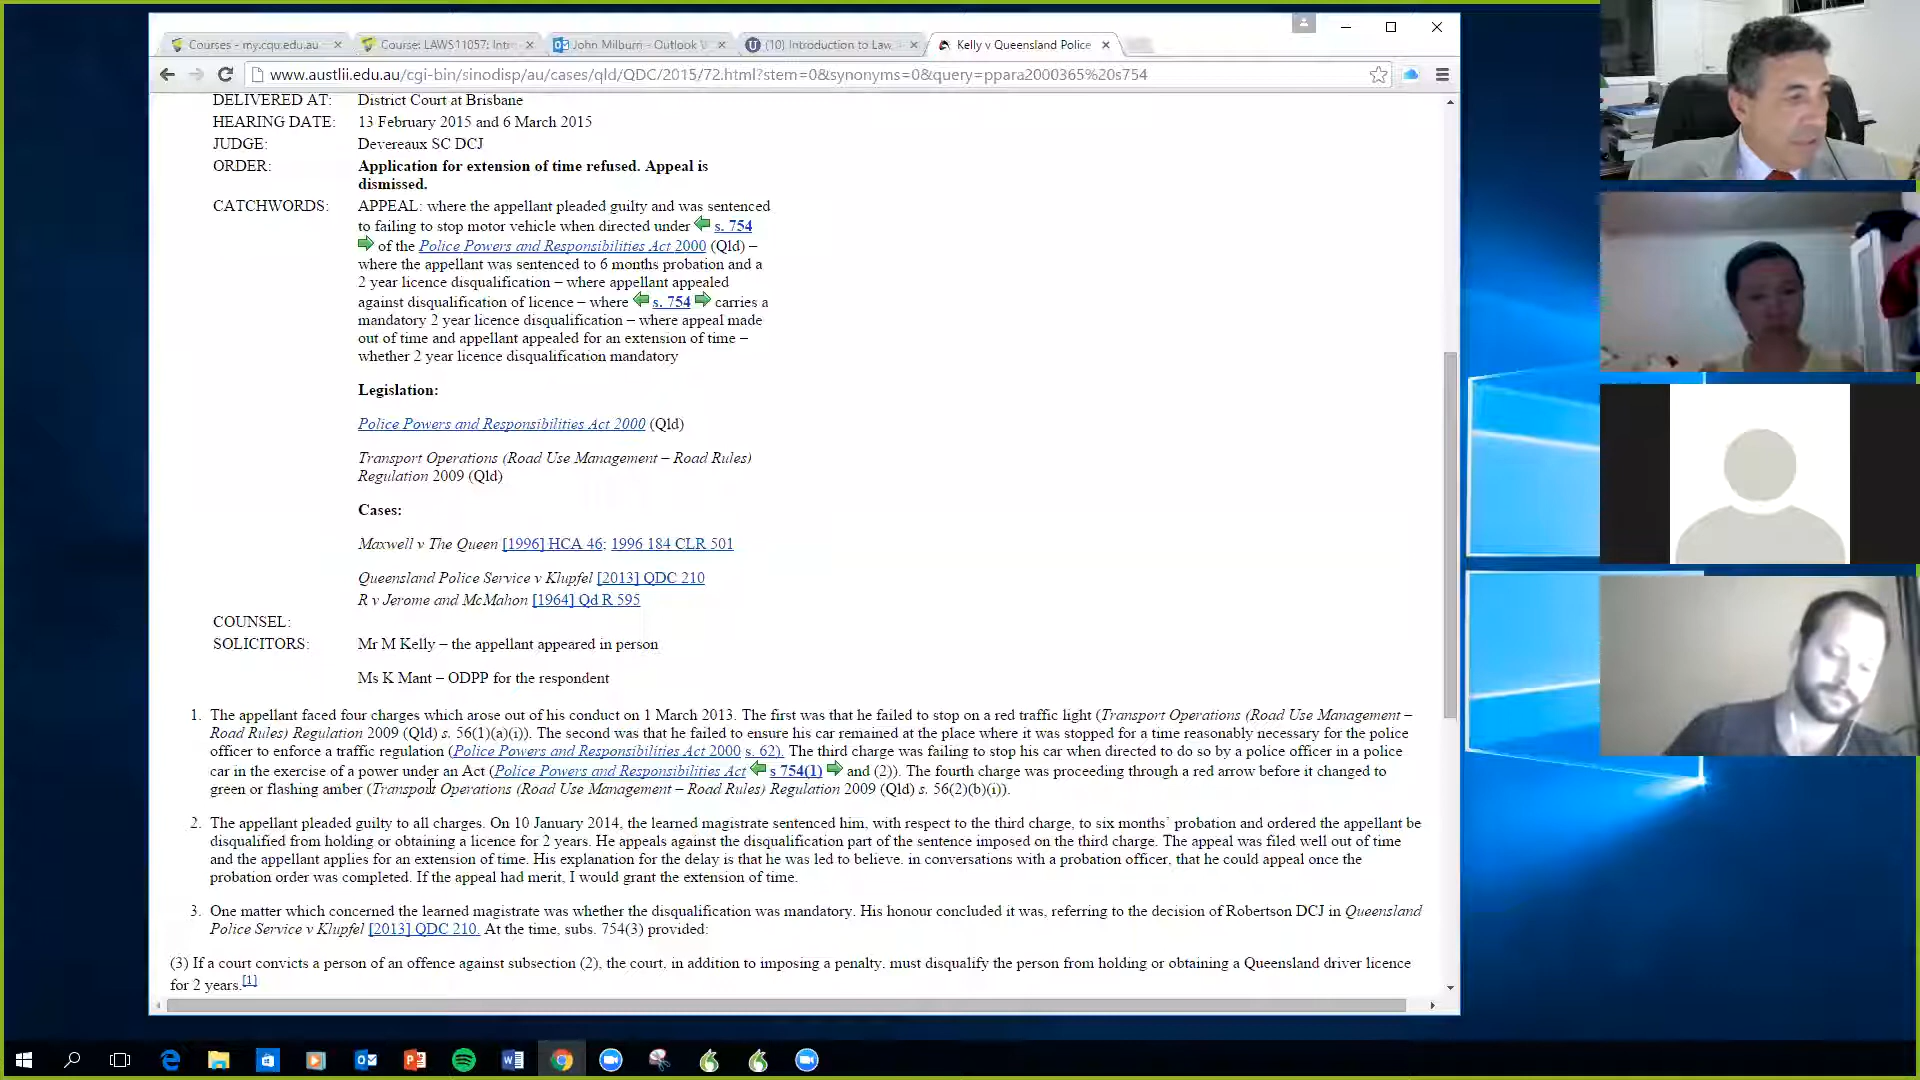 Courses - my.cqu.edu.au
Course: LAWS11057: Intr
John Milburn - Outlook
(10) Introduction to Law
Kelly v Queensland Police
www.austlii.edu.au/cgi-bin/sinodisp/au/cases/qld/QDC/2015/72.html?stem=0&synonyms=0&query=ppara2000365%20s754
DELIVERED AT: District Court at Brisbane
HEARING DATE: 13 February 2015 and 6 March 2015
JUDGE: Devereaux SC DCJ
ORDER: Application for extension of time refused. Appeal is
dismissed.
CATCHWORDS: APPEAL: where the appellant pleaded guilty and was sentenced
to failing to stop motor vehicle when directed under s. 754
of the Police Powers and Responsibilities Act 2000 (Qld) –
where the appellant was sentenced to 6 months probation and a
2 year licence disqualification – where appellant appealed
against disqualification of licence – where s. 754 carries a
mandatory 2 year licence disqualification – where appeal made
out of time and appellant appealed for an extension of time –
whether 2 year licence disqualification mandatory
Legislation:
Police Powers and Responsibilities Act 2000 (Qld)
Transport Operations (Road Use Management – Road Rules)
Regulation 2009 (Qld)
Cases:
Maxwell v The Queen [1996] HCA 46; 1996 184 CLR 501
Queensland Police Service v Klupfel [2013] QDC 210
R v Jerome and McMahon [1964] Qd R 595
COUNSEL:
SOLICITORS: Mr M Kelly – the appellant appeared in person
Ms K Mant – ODPP for the respondent
1. The appellant faced four charges which arose out of his conduct on 1 March 2013. The first was that he failed to stop on a red traffic light (Transport Operations (Road Use Management –
Road Rules) Regulation 2009 (Qld) s. 56(1)(a)(i)). The second was that he failed to ensure his car remained at the place where it was stopped for a time reasonably necessary for the police
officer to enforce a traffic regulation (Police Powers and Responsibilities Act 2000 s. 62). The third charge was failing to stop his car when directed to do so by a police officer in a police
car in the exercise of a power under an Act (Police Powers and Responsibilities Act s 754(1) and (2)). The fourth charge was proceeding through a red arrow before it changed to
green or flashing amber (Transport Operations (Road Use Management – Road Rules) Regulation 2009 (Qld) s. 56(2)(b)(i)).
2. The appellant pleaded guilty to all charges. On 10 January 2014, the learned magistrate sentenced him, with respect to the third charge, to six months' probation and ordered the appellant be
disqualified from holding or obtaining a licence for 2 years. He appeals against the disqualification part of the sentence imposed on the third charge. The appeal was filed well out of time
and the appellant applies for an extension of time. His explanation for the delay is that he was led to believe, in conversations with a probation officer, that he could appeal once the
probation order was completed. If the appeal had merit, I would grant the extension of time.
3. One matter which concerned the learned magistrate was whether the disqualification was mandatory. His honour concluded it was, referring to the decision of Robertson DCJ in Queensland
Police Service v Klupfel [2013] QDC 210. At the time, subs. 754(3) provided:
(3) If a court convicts a person of an offence against subsection (2), the court, in addition to imposing a penalty, must disqualify the person from holding or obtaining a Queensland driver licence
for 2 years.[1]